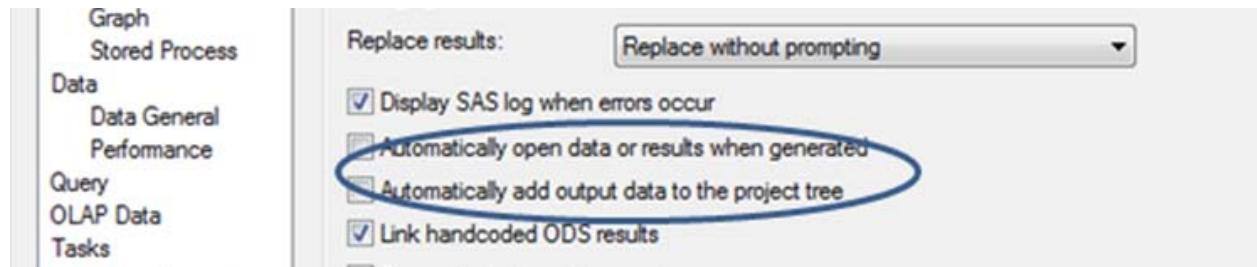 Graph
Stored Process
Data
Data General
Performance
Query
OLAP Data
Tasks
Replace results: Replace without prompting
Display SAS log when errors occur
Automatically open data or results when generated
Automatically add output data to the project tree
Link handcoded ODS results